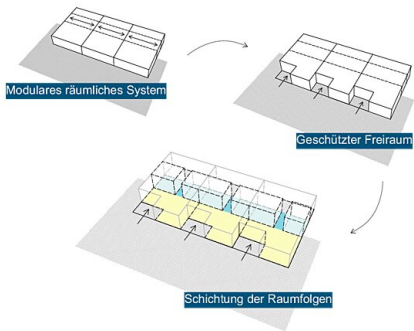 Modulares räumliches System
Geschützter Freiraum
Schichtung der Raumfolgen